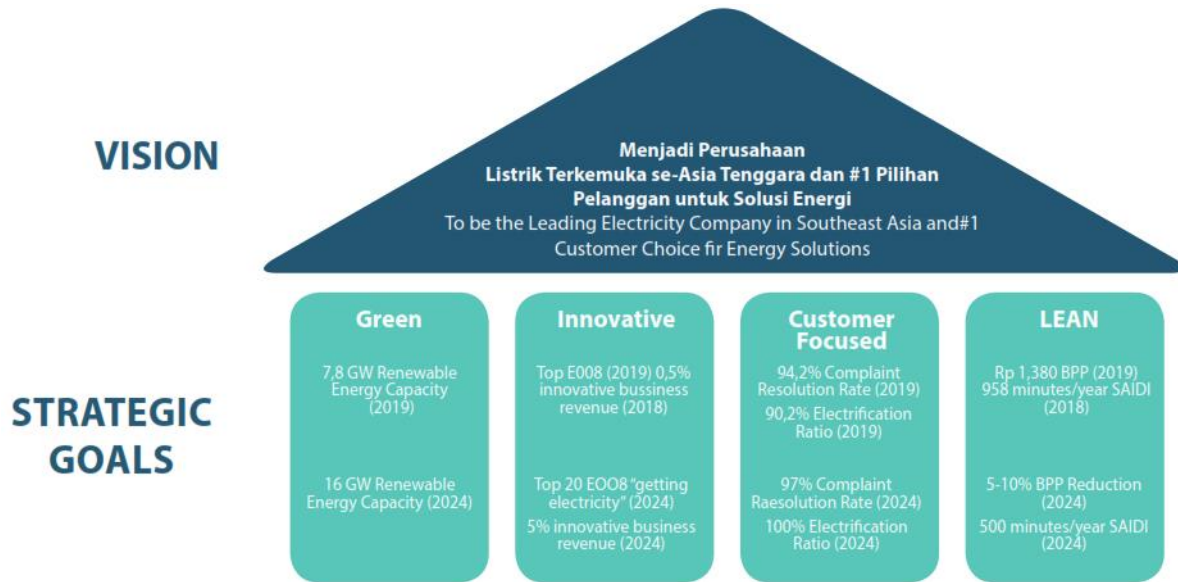 VISION
Menjadi Perusahaan
Listrik Terkemuka se-Asia Tenggara dan #1 Pilihan
Pelanggan untuk Solusi Energi
To be the Leading Electricity Company in Southeast Asia and#1
Customer Choice fir Energy Solutions
STRATEGIC
GOALS
Green
7,8 GW Renewable
Energy Capacity
(2019)
16 GW Renewable
Energy Capacity (2024)
Innovative
Top E008 (2019) 0,5%
innovative bussiness
revenue (2018)
Top 20 EOO8 “getting
electricity” (2024)
5% innovative business
revenue (2024)
Customer
Focused
94,2% Complaint
Resolution Rate (2019)
90,2% Electrification
Ratio (2019)
97% Complaint
Raesolution Rate (2024)
100% Electrification
Ratio (2024)
LEAN
Rp 1,380 BPP (2019)
958 minutes/year SAIDI
(2018)
5-10% BPP Reduction
(2024)
500 minutes/year SAIDI
(2024)